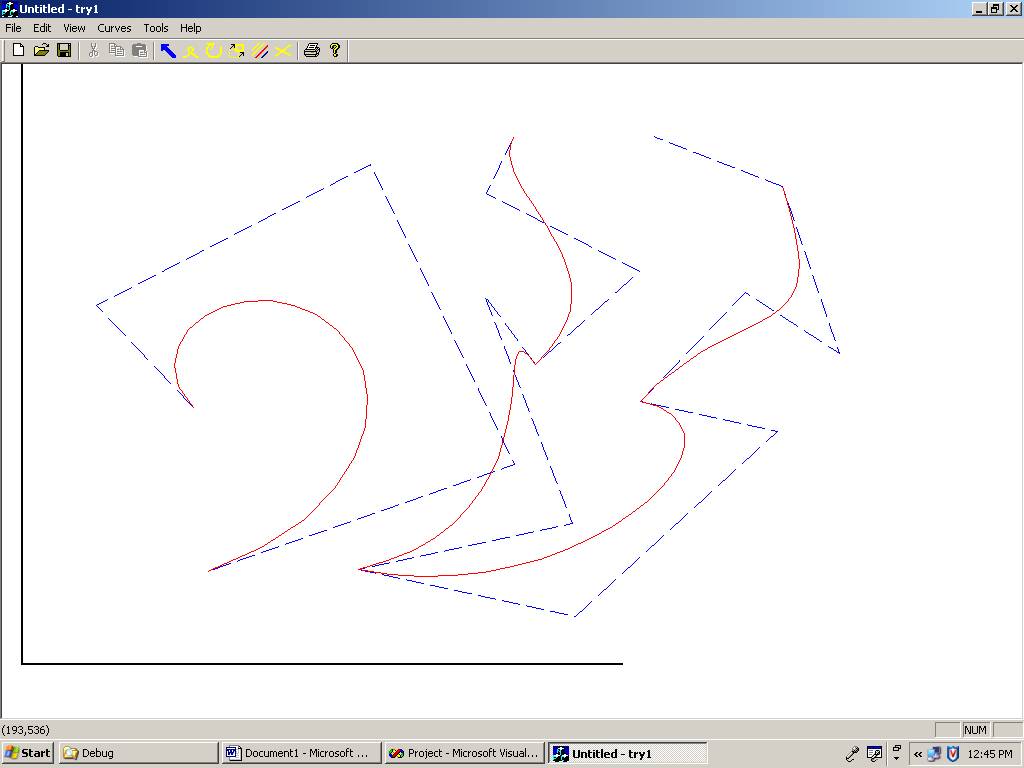 Untitled - try1
File Edit View Curves Tools Help
(193,536)
NUM
Start Debug Document1 - Microsoft ... Project - Microsoft Visual... Untitled - try1 « 12:45 PM